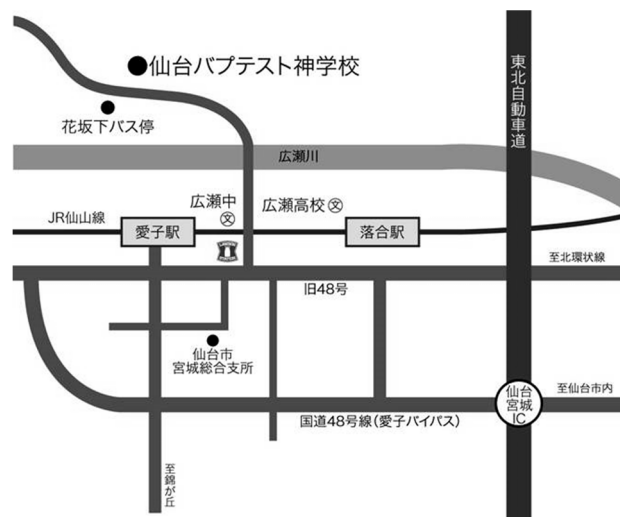 仙台バプテスト神学校
東北自動車道
花坂下バス停
広瀬川
広瀬中
文
広瀬高校
文
JR仙山線
愛子駅
落合駅
至北環状線
旧48号
仙台市
宮城総合支所
仙台
宮城
IC
至仙台市内
国道48号線(愛子バイパス)
至錦が丘